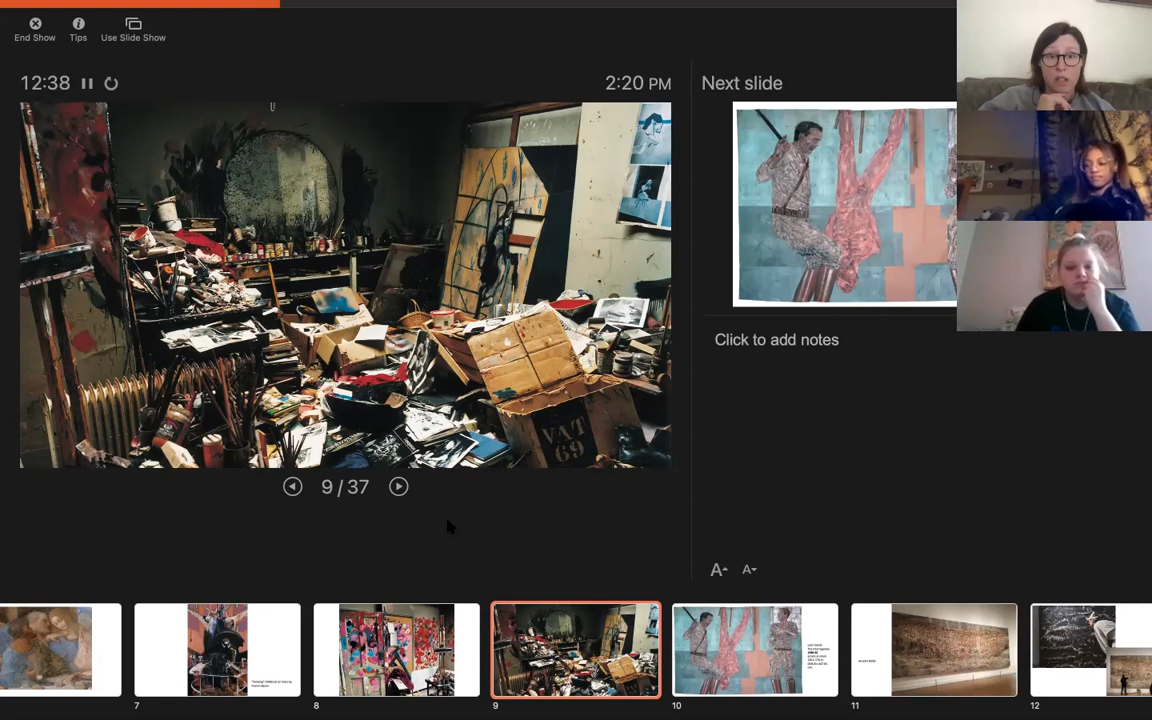 End Show
Tips
Use Slide Show
12:38
2:20 PM
Next slide
VAT
69
9 / 37
Click to add notes
A
A
7
8
9
10
11
12